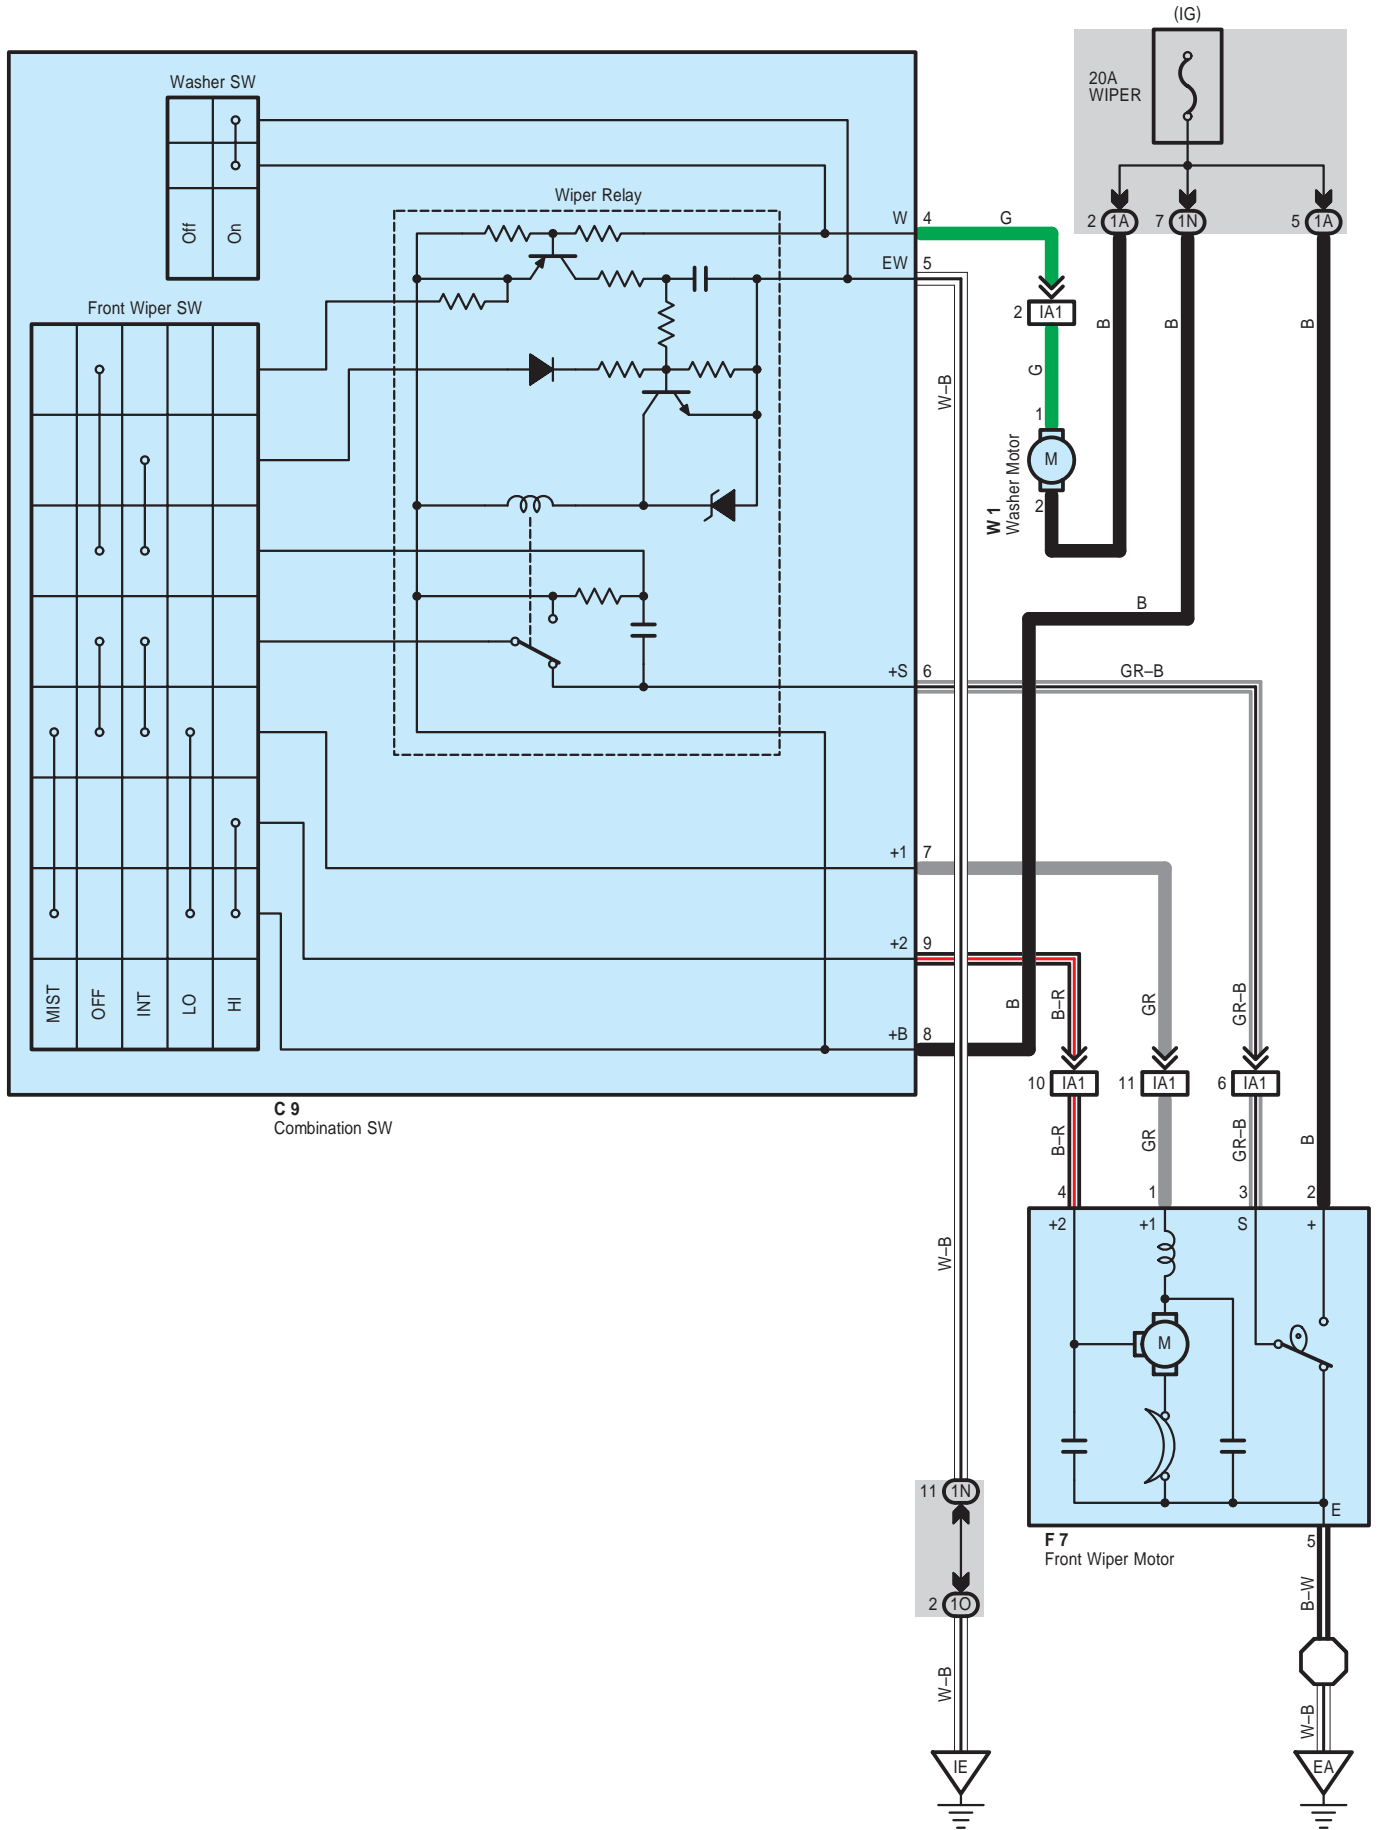 (IG)
20A
WIPER
2 1A
7 1N
5 1A
Washer SW
Off
On
Wiper Relay
Front Wiper SW
MIST
OFF
INT
LO
HI
W 4
G
EW 5
2 IA1
G
B
B
B
W–B
1
M
2
W 1
Washer Motor
B
+S 6
GR–B
+1 7
+2 9
+B 8
B
B–R
GR
GR–B
10 IA1
11 IA1
6 IA1
C 9
Combination SW
B–R
GR
GR–B
B
4
1
3
2
+2
+1
S
+
M
W–B
E
F 7
Front Wiper Motor
5
11 1N
2 1O
B–W
W–B
W–B
IE
EA